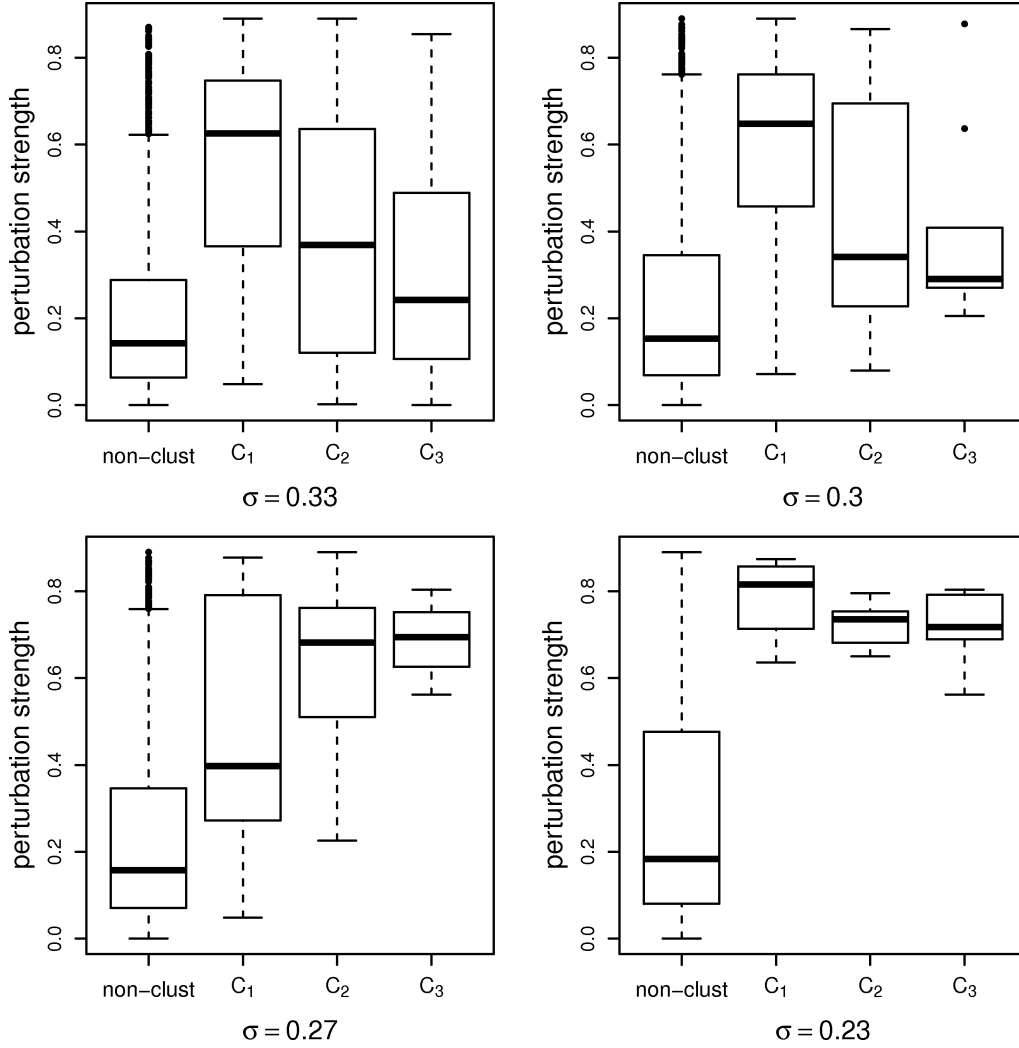 perturbation strength
0.0 0.2 0.4 0.6 0.8
non−clust C₁ C₂ C₃
σ = 0.33
perturbation strength
0.0 0.2 0.4 0.6 0.8
non−clust C₁ C₂ C₃
σ = 0.3
perturbation strength
0.0 0.2 0.4 0.6 0.8
non−clust C₁ C₂ C₃
σ = 0.27
perturbation strength
0.0 0.2 0.4 0.6 0.8
non−clust C₁ C₂ C₃
σ = 0.23